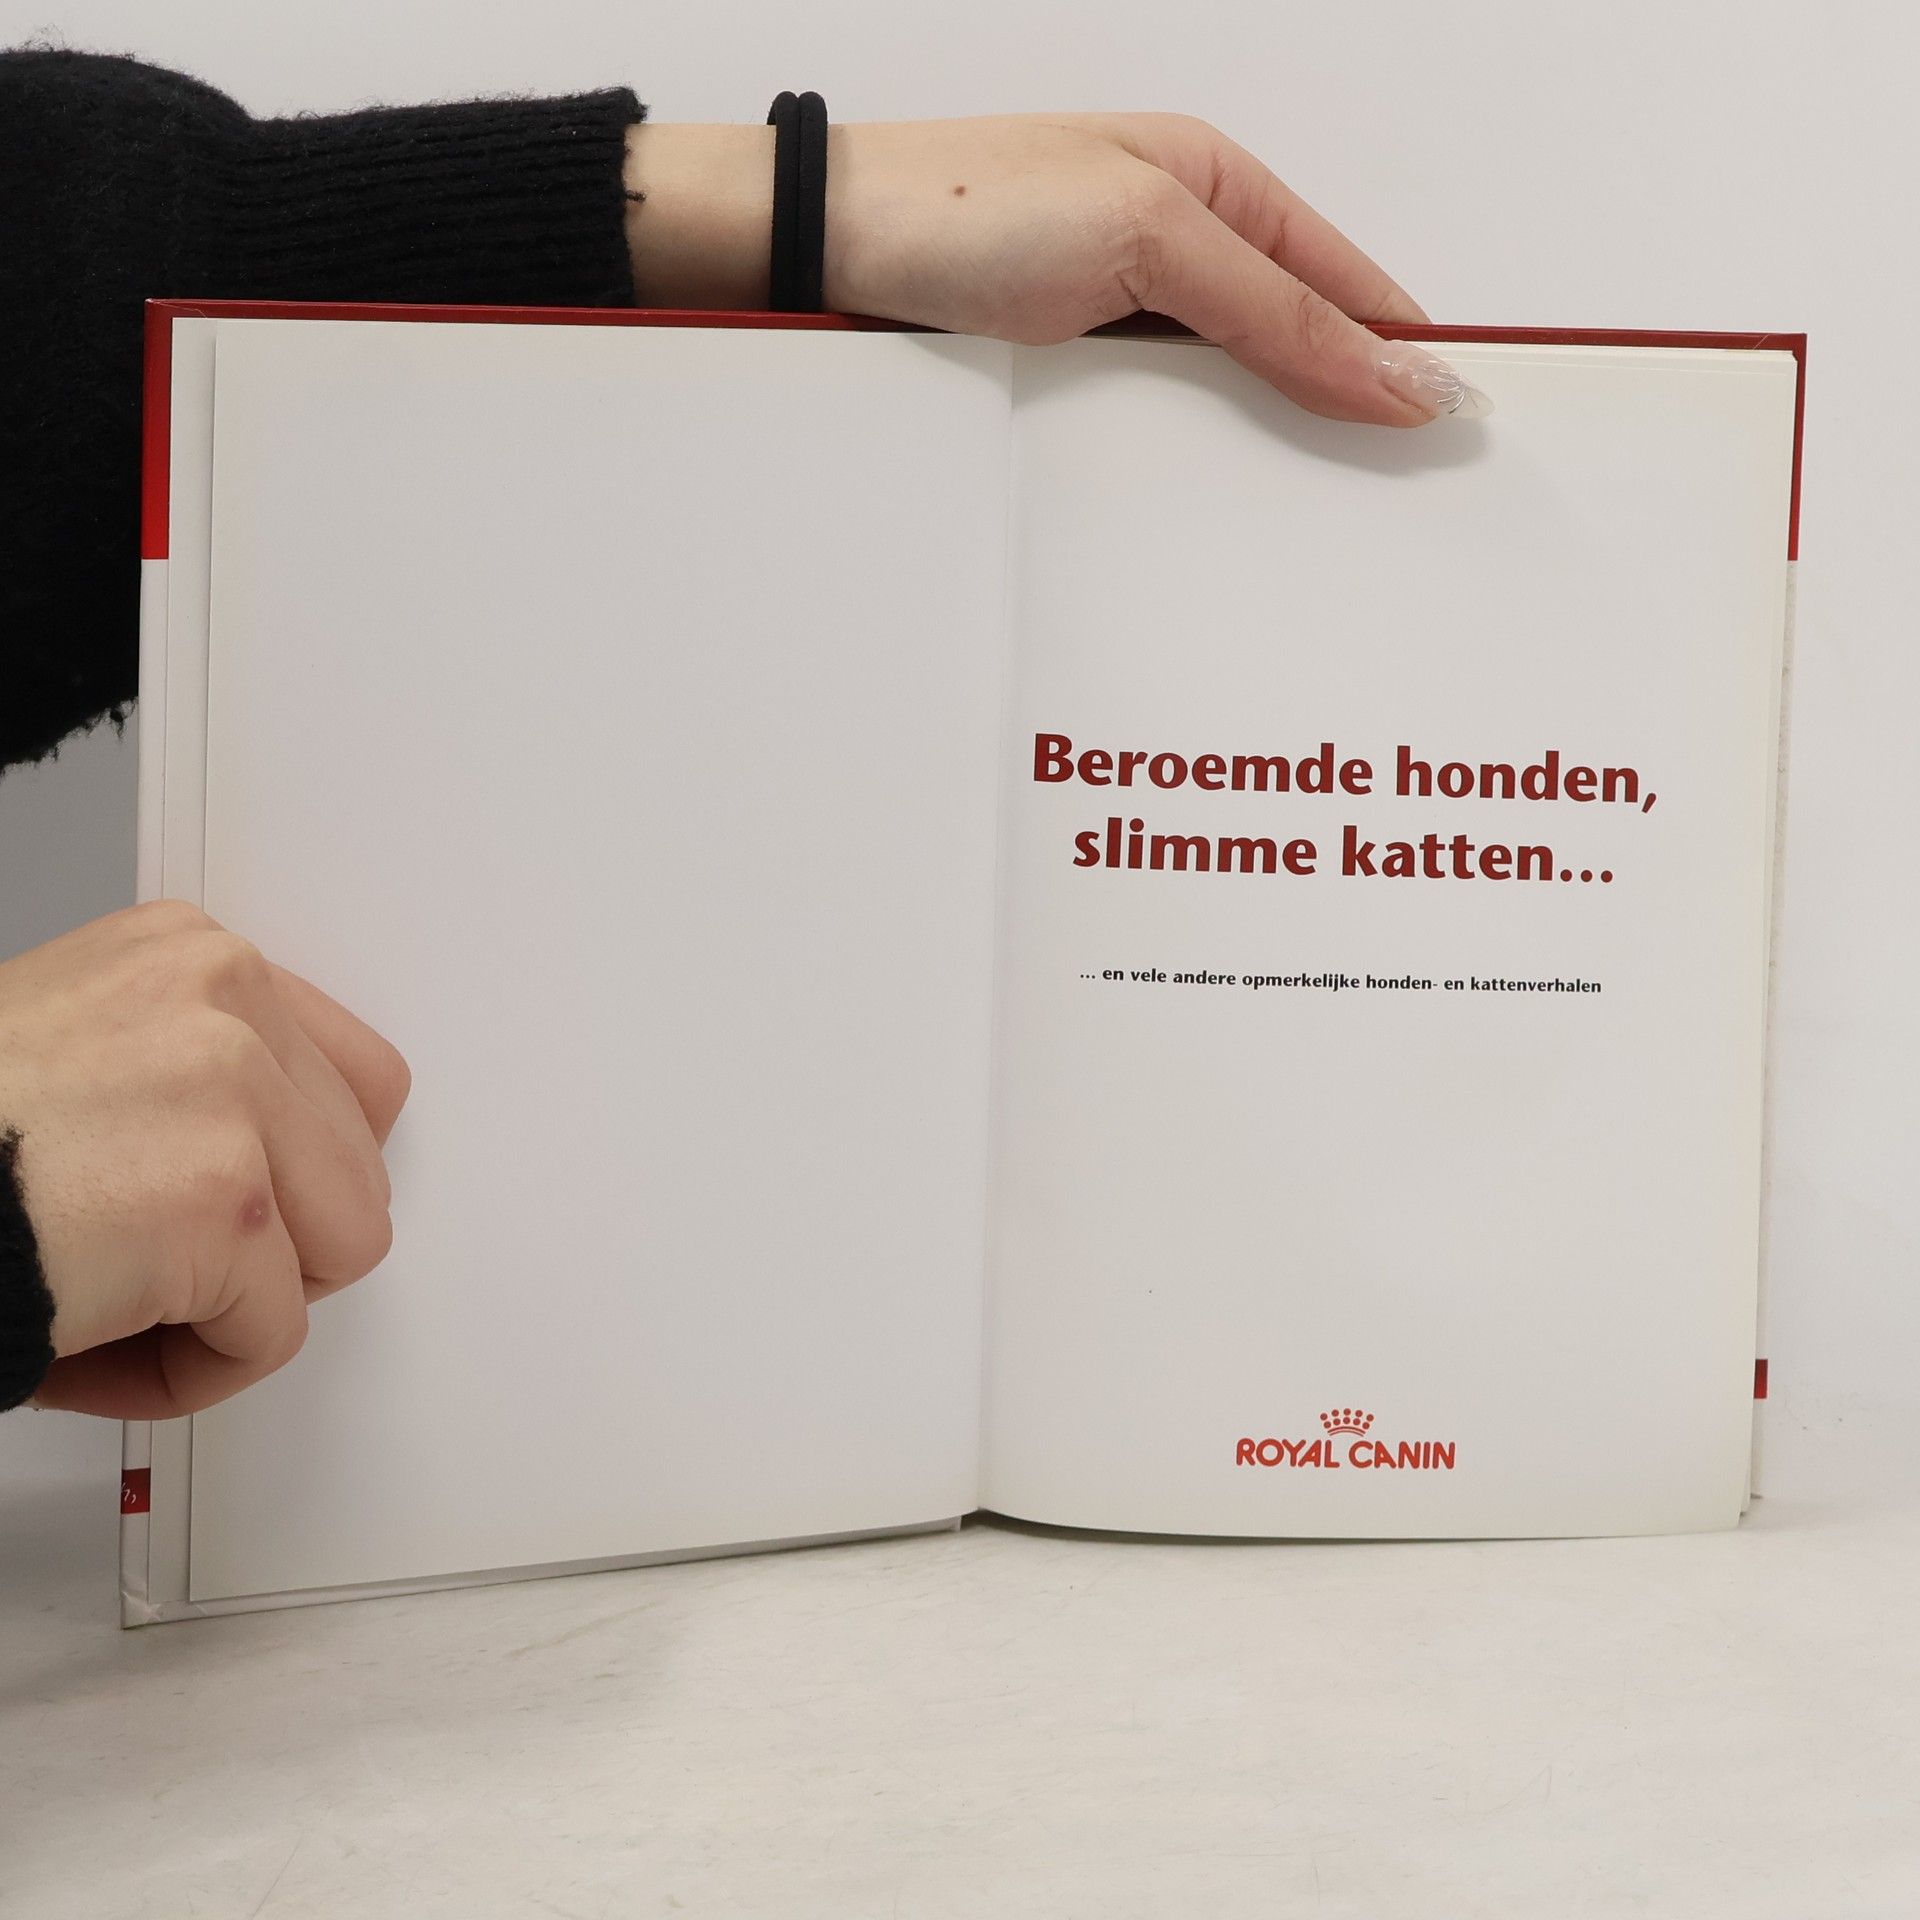 Beroemde honden,
slimme katten...
... en vele andere opmerkelijke honden- en kattenverhalen
ROYAL CANIN